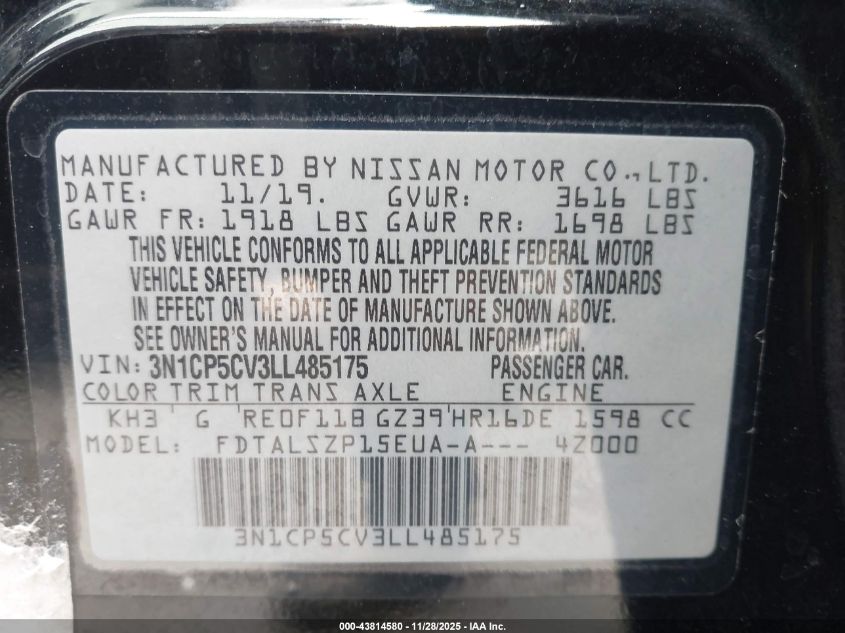 MANUFACTURED BY NISSAN MOTOR CO.,LTD.
DATE: 11/19. GVWR: 3616 LBS
GAWR FR: 1918 LBS GAWR RR: 1698 LBS
THIS VEHICLE CONFORMS TO ALL APPLICABLE FEDERAL MOTOR
VEHICLE SAFETY, BUMPER AND THEFT PREVENTION STANDARDS
IN EFFECT ON THE DATE OF MANUFACTURE SHOWN ABOVE.
SEE OWNER'S MANUAL FOR ADDITIONAL INFORMATION.
VIN: 3N1CP5CV3LL485175 PASSENGER CAR.
COLOR TRIM TRANS AXLE ENGINE
KH3 ' G 'RE0F11B GZ39'HR16DE 1598 CC
MODEL: FDTALSZP15EUA-A--- 4Z000
3N1CP5CV3LL485175
000-43814580 - 11/28/2025 - IAA Inc.